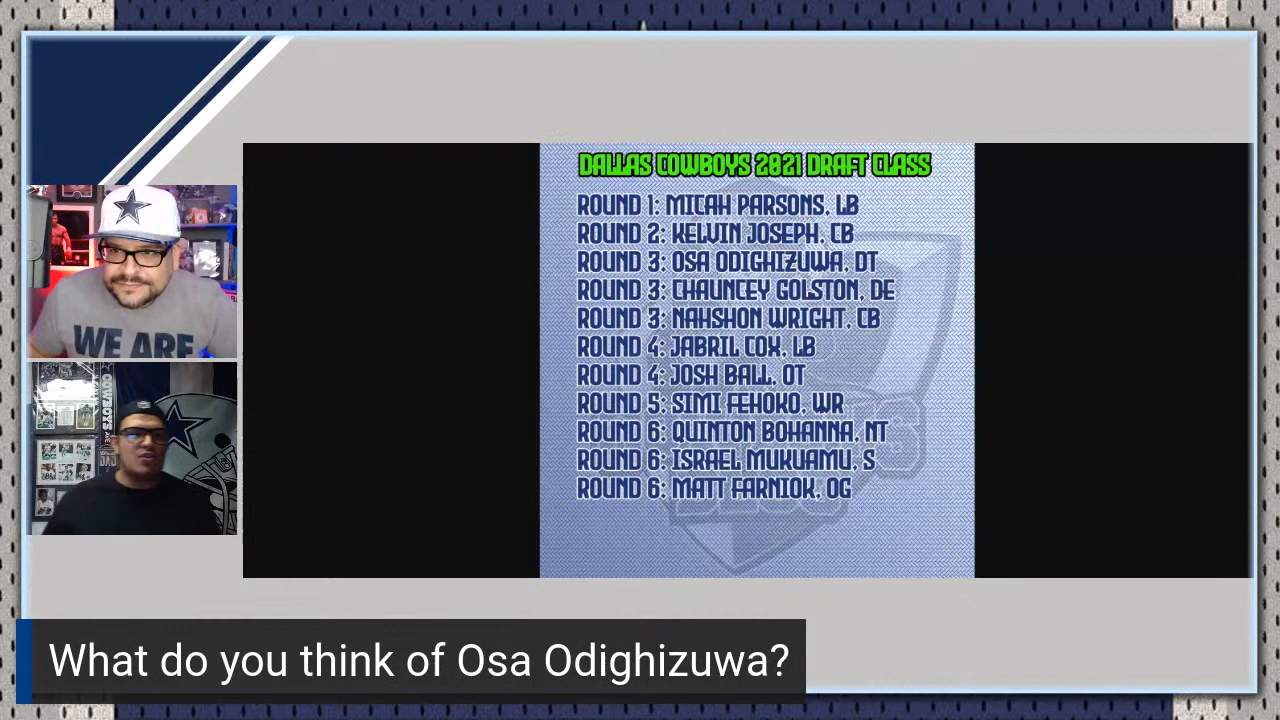 DALLAS COWBOYS 2021 DRAFT CLASS
ROUND 1: MICAH PARSONS, LB
ROUND 2: KELVIN JOSEPH, CB
ROUND 3: OSA ODIGHIZUWA, DT
ROUND 3: CHAUNCEY GOLSTON, DE
ROUND 3: NAHSHON WRIGHT, CB
ROUND 4: JABRIL COX, LB
ROUND 4: JOSH BALL, OT
ROUND 5: SIMI FEHOKO, WR
ROUND 6: QUINTON BOHANNA, NT
ROUND 6: ISRAEL MUKUAMU, S
ROUND 6: MATT FARNIOK, OG
WE ARE
COWBOYS
What do you think of Osa Odighizuwa?